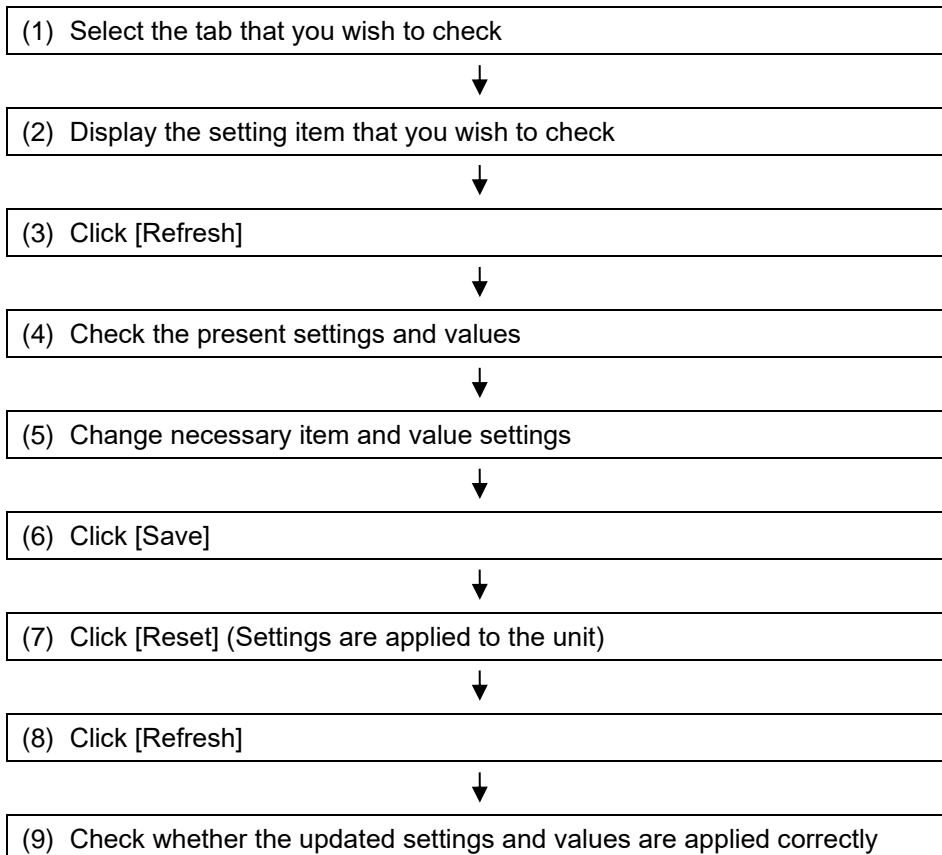 (1) Select the tab that you wish to check
(2) Display the setting item that you wish to check
(3) Click [Refresh]
(4) Check the present settings and values
(5) Change necessary item and value settings
(6) Click [Save]
(7) Click [Reset] (Settings are applied to the unit)
(8) Click [Refresh]
(9) Check whether the updated settings and values are applied correctly